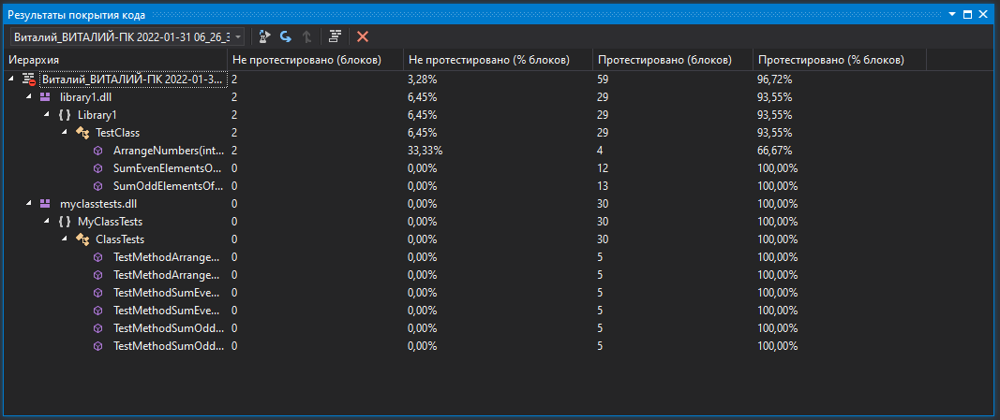 Результаты покрытия кода
Виталий_ВИТАЛИЙ-ПК 2022-01-31 06_26_3
Иерархия Не протестировано (блоков) Не протестировано (% блоков) Протестировано (блоков) Протестировано (% блоков)
Виталий_ВИТАЛИЙ-ПК 2022-01-3... 2 3,28% 59 96,72%
library1.dll 2 6,45% 29 93,55%
{ } Library1 2 6,45% 29 93,55%
TestClass 2 6,45% 29 93,55%
ArrangeNumbers(int... 2 33,33% 4 66,67%
SumEvenElementsO... 0 0,00% 12 100,00%
SumOddElementsOf... 0 0,00% 13 100,00%
myclasstests.dll 0 0,00% 30 100,00%
{ } MyClassTests 0 0,00% 30 100,00%
ClassTests 0 0,00% 30 100,00%
TestMethodArrange... 0 0,00% 5 100,00%
TestMethodArrange... 0 0,00% 5 100,00%
TestMethodSumEve... 0 0,00% 5 100,00%
TestMethodSumEve... 0 0,00% 5 100,00%
TestMethodSumOdd... 0 0,00% 5 100,00%
TestMethodSumOdd... 0 0,00% 5 100,00%